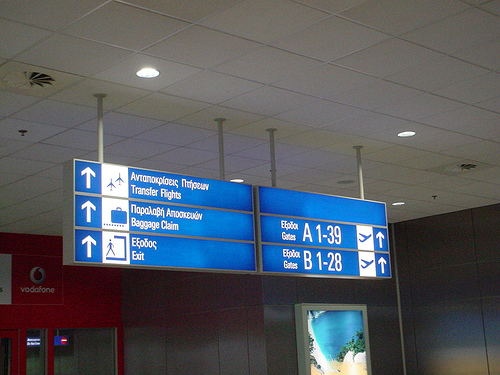 Ανταποκρίσεις Πτήσεων
Transfer Flights
Παραλαβή Αποσκευών
Baggage Claim
Έξοδος
Exit
Έξοδοι
Gates
A 1-39
Έξοδοι
Gates
B 1-28
vodafone